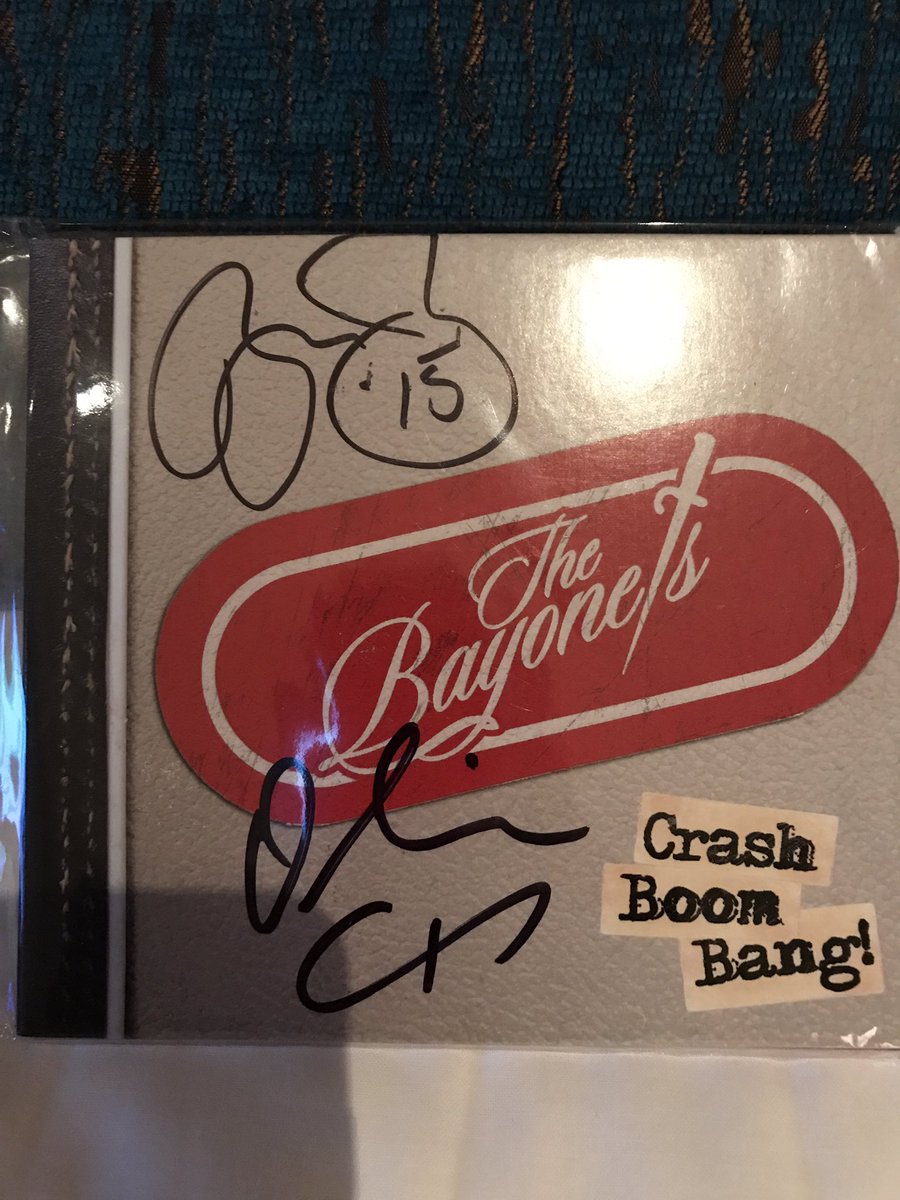 '15
The
Bayonets
Crash
Boom
Bang!